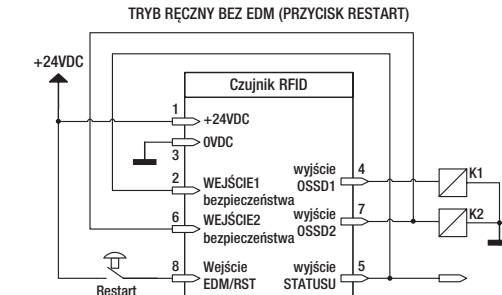 TRYB RĘCZNY BEZ EDM (PRZYCISK RESTART)
+24VDC
Czujnik RFID
1
+24VDC
0VDC
3
2
WEJŚCIE1
bezpieczeństwa
6
WEJŚCIE2
bezpieczeństwa
8
Wejście
EDM/RST
Restart
wyjście
OSSD1
4
K1
wyjście
OSSD2
7
K2
wyjście
STATUSU
5